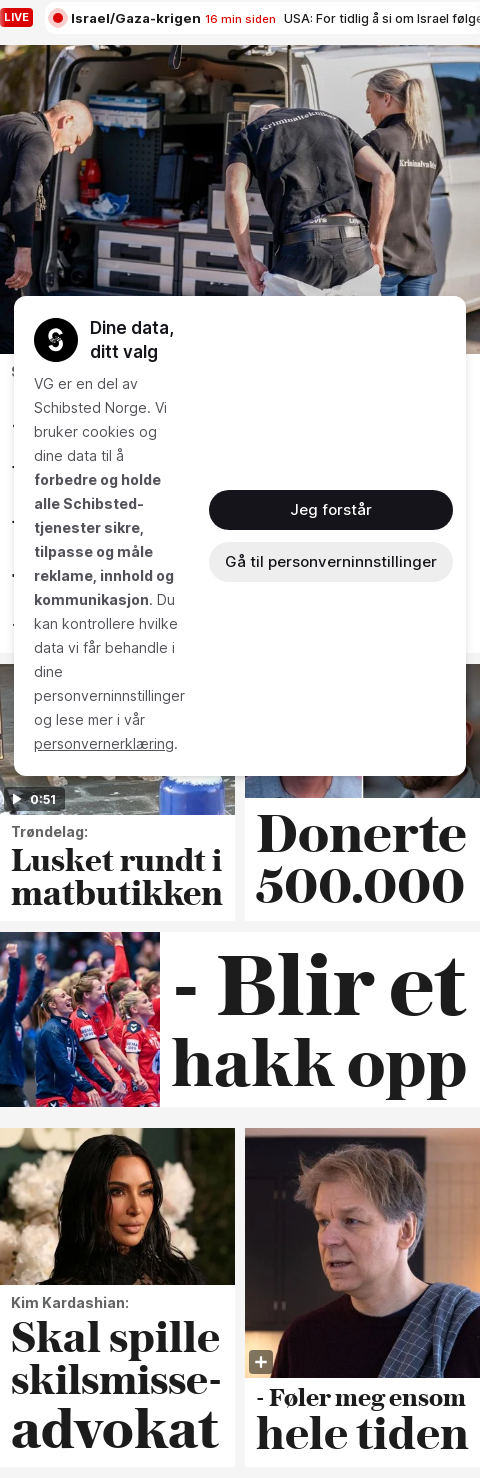 LIVE
Israel/Gaza-krigen 16 min siden USA: For tidlig å si om Israel følge
Kriminaltekniker
Dine data,
ditt valg
VG er en del av
Schibsted Norge. Vi
bruker cookies og
dine data til å
forbedre og holde
alle Schibsted-
tjenester sikre,
tilpasse og måle
reklame, innhold og
kommunikasjon. Du
kan kontrollere hvilke
data vi får behandle i
dine
personverninnstillinger
og lese mer i vår
personvernerklæring.
Jeg forstår
Gå til personverninnstillinger
0:51
Trøndelag:
Lusket rundt i
matbutikken
Donerte
500.000
- Blir et
hakk opp
Kim Kardashian:
Skal spille
skilsmisse-
advokat
- Føler meg ensom
hele tiden